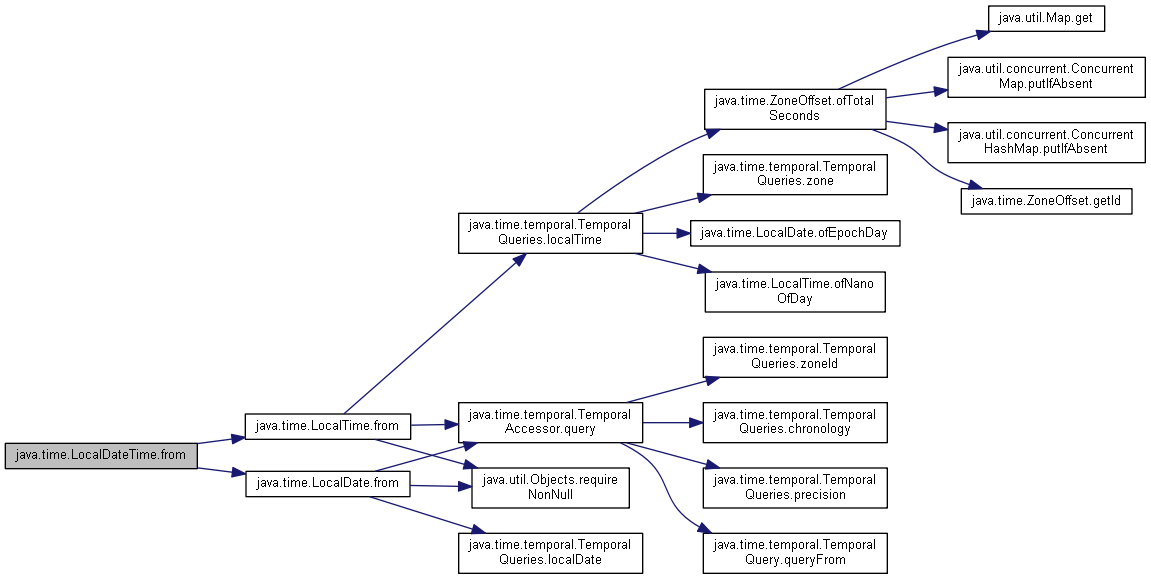 java.util.Map.get
java.util.concurrent.Concurrent
Map.putIfAbsent
java.time.ZoneOffset.ofTotal
Seconds
java.util.concurrent.Concurrent
HashMap.putIfAbsent
java.time.temporal.Temporal
Queries.zone
java.time.ZoneOffset.getId
java.time.temporal.Temporal
Queries.localTime
java.time.LocalDate.ofEpochDay
java.time.LocalTime.ofNano
OfDay
java.time.temporal.Temporal
Queries.zoneId
java.time.LocalTime.from
java.time.temporal.Temporal
Accessor.query
java.time.temporal.Temporal
Queries.chronology
java.time.LocalDateTime.from
java.time.LocalDate.from
java.util.Objects.require
NonNull
java.time.temporal.Temporal
Queries.precision
java.time.temporal.Temporal
Queries.localDate
java.time.temporal.Temporal
Query.queryFrom